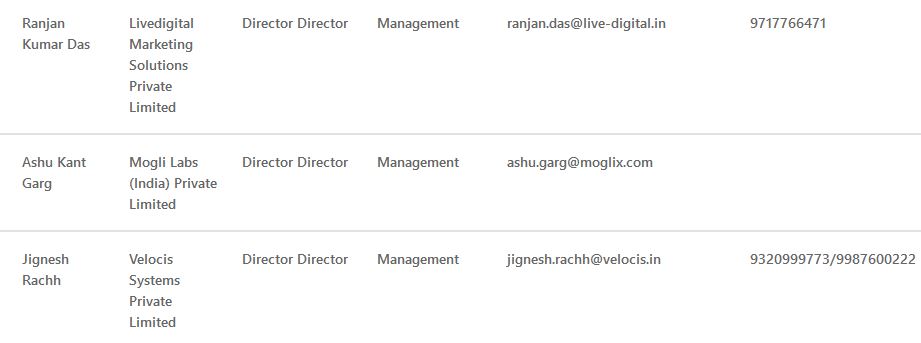 Ranjan Livedigital Director Director Management ranjan.das@live-digital.in 9717766471
Kumar Das Marketing
Solutions
Private
Limited
Ashu Kant Mogli Labs Director Director Management ashu.garg@moglix.com
Garg (India) Private
Limited
Jignesh Velocis Director Director Management jignesh.rachh@velocis.in 9320999773/9987600222
Rachh Systems
Private
Limited